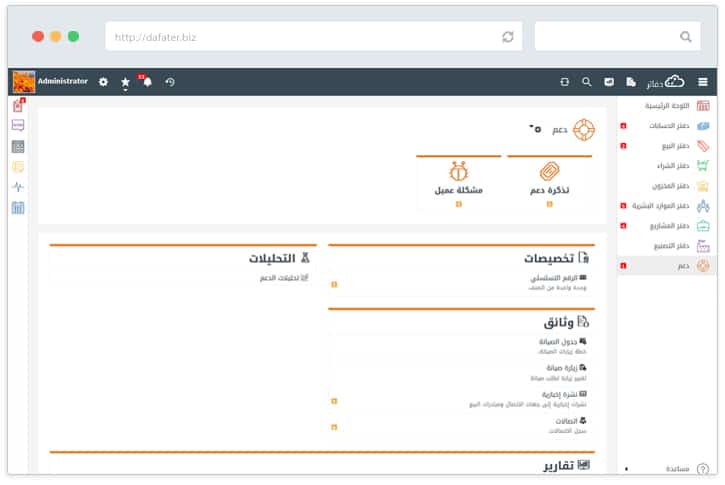 http://dafater.biz
دفاتر
Administrator
اللوحة الرئيسية
دفتر الحسابات
دفتر البيع
دفتر الشراء
دفتر المخزون
دفتر الموارد البشرية
دفتر المشاريع
دفتر التصنيع
دعم
مساعدة
دعم
تذكرة دعم
مشكلة عميل
تخصيصات
الرقم التسلسلي
وحدة واحدة من الصنف.
وثائق
جدول الصيانة
خطة زيارات الصيانة.
زيارة صيانة
تقرير زيارة لطلب صيانة
نشرة إخبارية
نشرات إخبارية إلى جهات الاتصال ومبادرات البيع
اتصالات
سجل الاتصالات.
تقارير
التحليلات
تحليلات الدعم